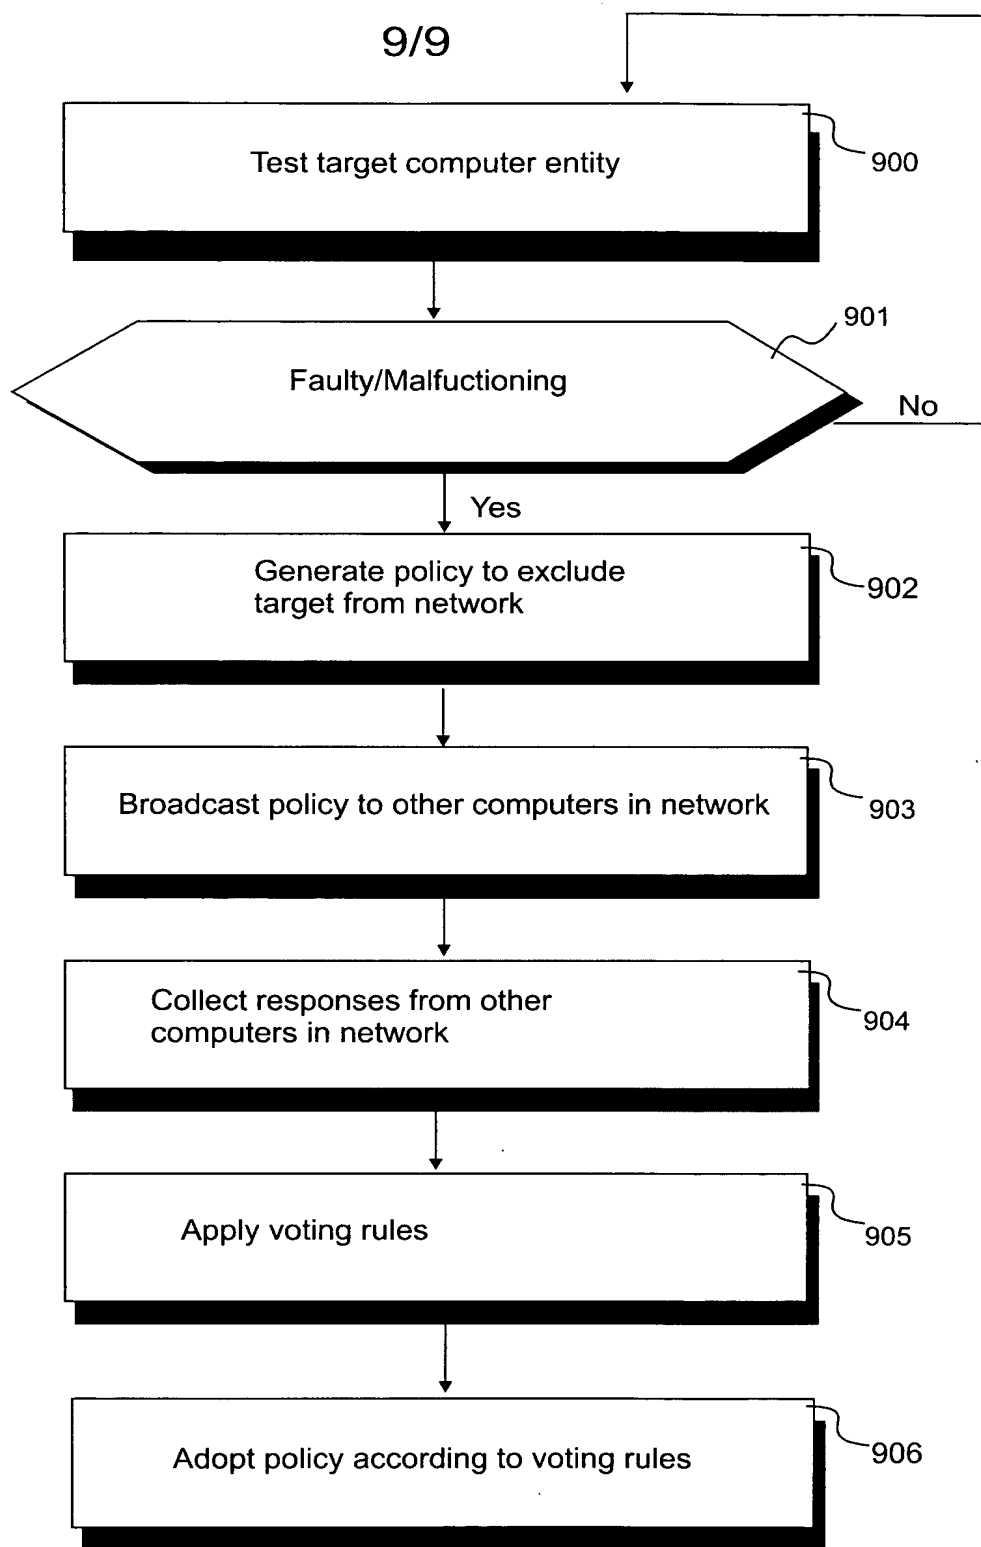 9/9
Test target computer entity
900
901
Faulty/Malfuctioning
No
Yes
Generate policy to exclude
target from network
902
Broadcast policy to other computers in network
903
Collect responses from other
computers in network
904
Apply voting rules
905
Adopt policy according to voting rules
906